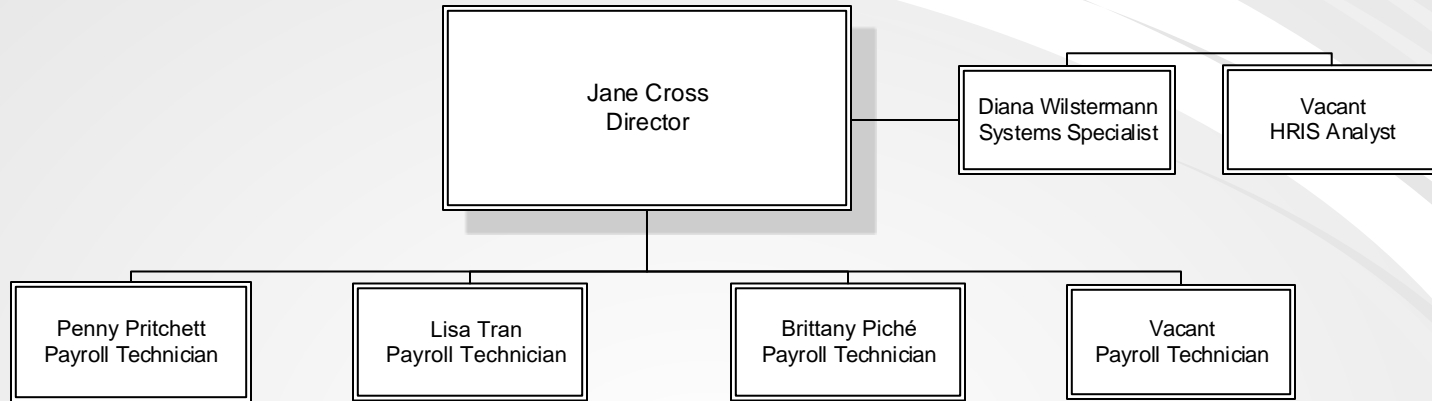 Jane Cross
Director
Diana Wilstermann
Systems Specialist
Vacant
HRIS Analyst
Penny Pritchett
Payroll Technician
Lisa Tran
Payroll Technician
Brittany Piché
Payroll Technician
Vacant
Payroll Technician